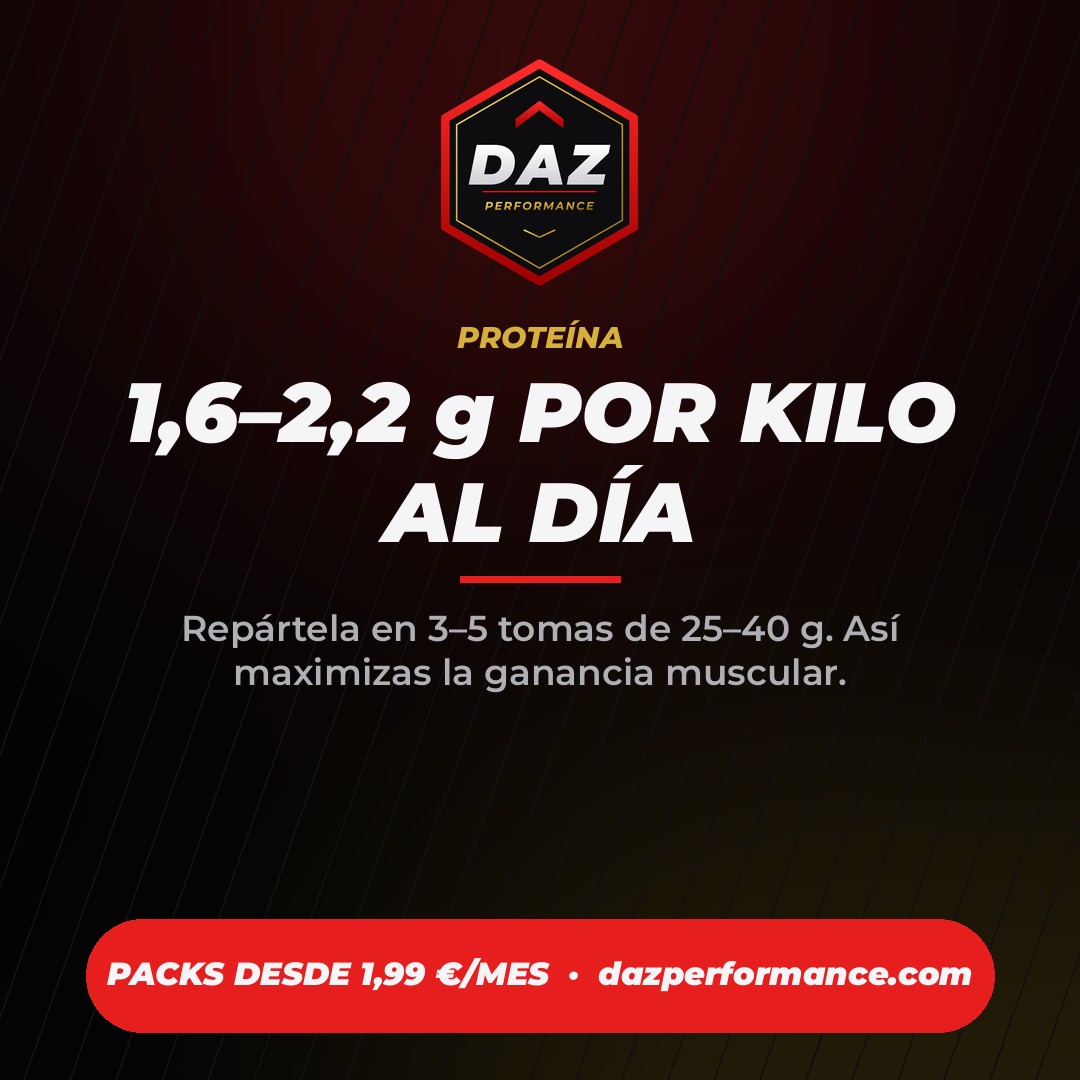 DAZ
PERFORMANCE
PROTEÍNA
1,6–2,2 g POR KILO
AL DÍA
Repártela en 3–5 tomas de 25–40 g. Así
maximizas la ganancia muscular.
PACKS DESDE 1,99 €/MES • dazperformance.com